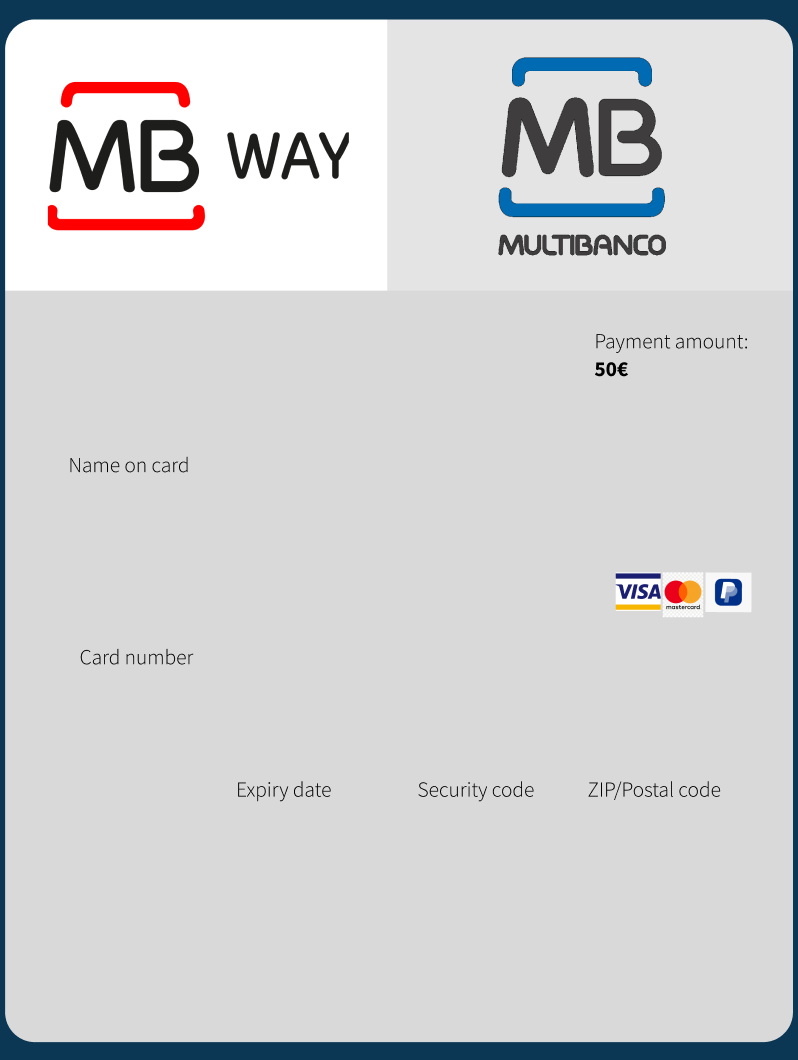 MB WAY
MB
MULTIBANCO
Payment amount:
50€
Name on card
VISA
mastercard
Card number
Expiry date
Security code
ZIP/Postal code